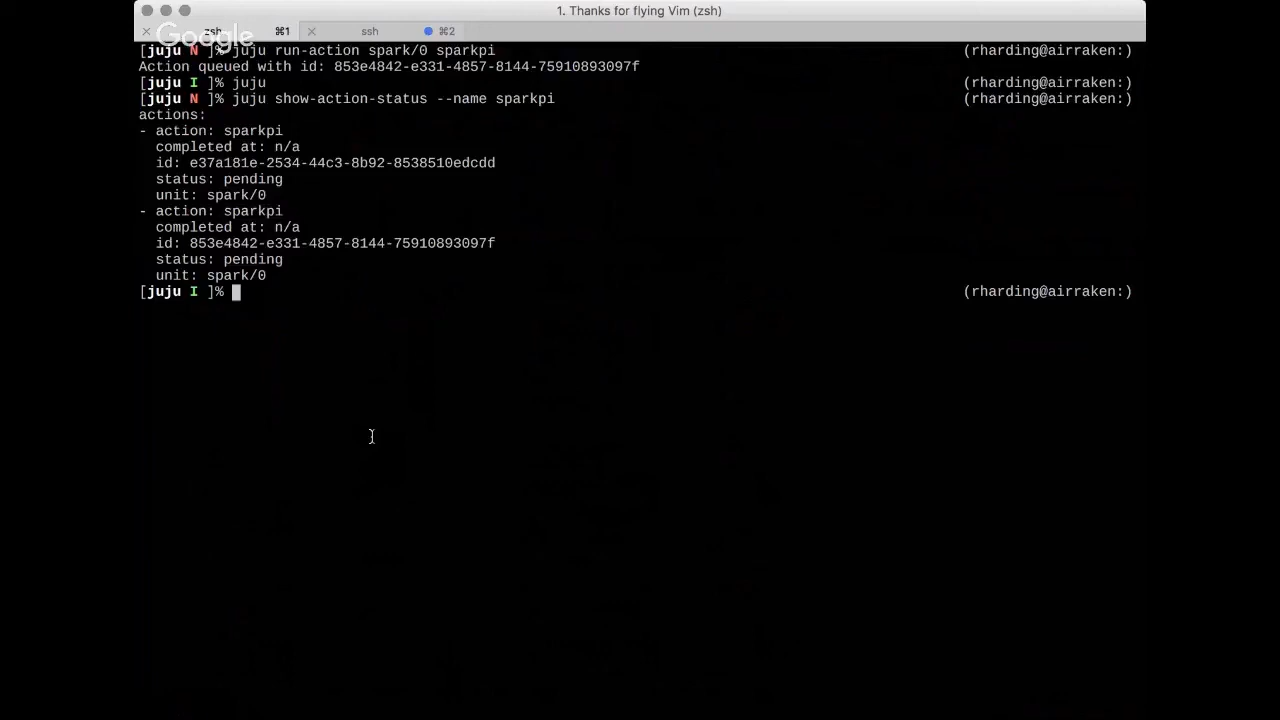 1. Thanks for flying Vim (zsh)
zsh ⌘1 ssh ⌘2
Google
[juju N ]% juju run-action spark/0 sparkpi (rharding@airraken:)
Action queued with id: 853e4842-e331-4857-8144-75910893097f
[juju I ]% juju (rharding@airraken:)
[juju N ]% juju show-action-status --name sparkpi (rharding@airraken:)
actions:
- action: sparkpi
completed at: n/a
id: e37a181e-2534-44c3-8b92-8538510edcdd
status: pending
unit: spark/0
- action: sparkpi
completed at: n/a
id: 853e4842-e331-4857-8144-75910893097f
status: pending
unit: spark/0
[juju I ]% (rharding@airraken:)